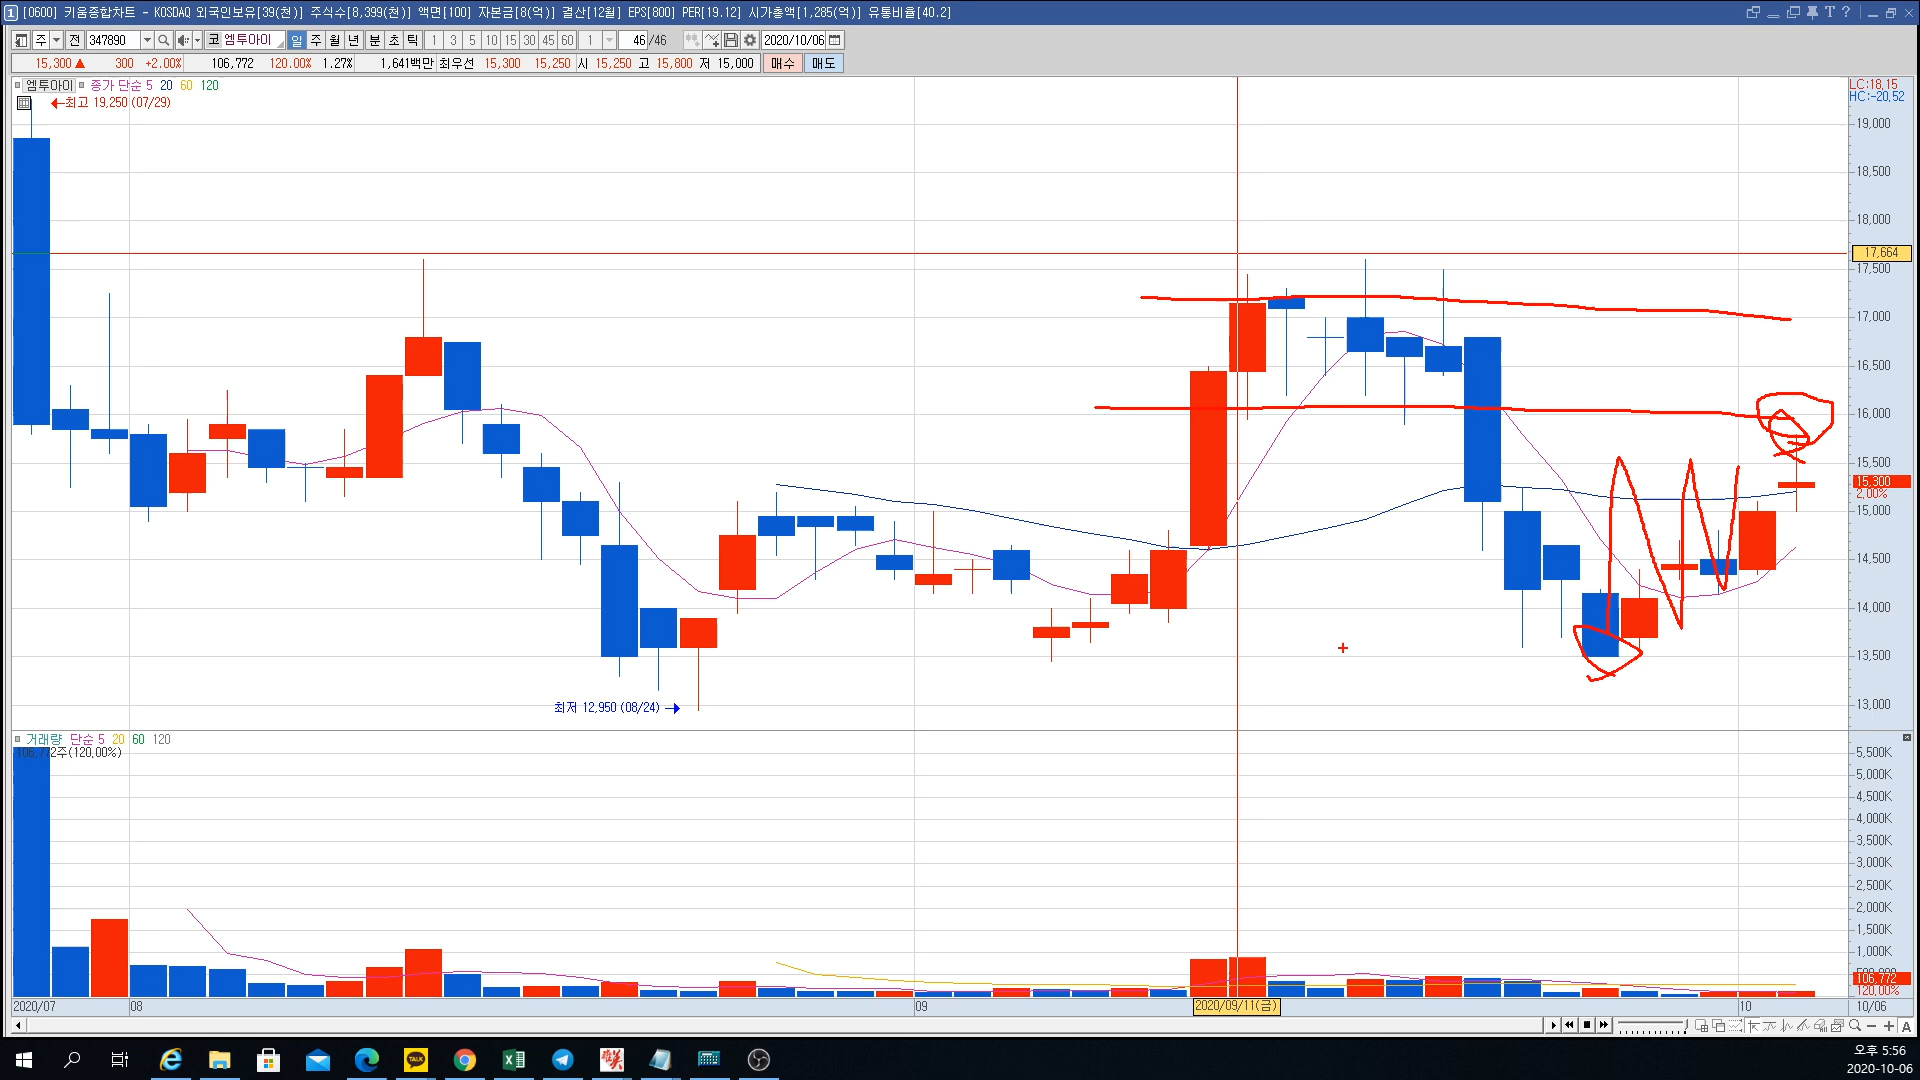 1 [0600] 키움종합차트 - KOSDAQ 외국인보유[39(천)] 주식수[8,399(천)] 액면[100] 자본금[8(억)] 결산[12월] EPS[800] PER[19.12] 시가총액[1,285(억)] 유통비율[40.2]
주 전 347890 코 엠투아이 일 주 월 년 분 초 틱 1 3 5 10 15 30 45 60 1 46 /46 2020/10/06
15,300 ▲ 300 +2.00% 106,772 120.00% 1.27% 1,641백만 최우선 15,300 15,250 시 15,250 고 15,800 저 15,000 매수 매도
엠투아이 종가 단순 5 20 60 120
LC:18.15
HC:-20.52
최고 19,250 (07/29)
19,000
18,500
18,000
17,664
17,500
17,000
16,500
16,000
15,500
15,300
2.00%
15,000
14,500
14,000
13,500
최저 12,950 (08/24)
13,000
거래량 단순 5 20 60 120
106,772주(120.00%)
5,500K
5,000K
4,500K
4,000K
3,500K
3,000K
2,500K
2,000K
1,500K
1,000K
106,772
120.00%
2020/07 08 09 2020/09/11(금) 10 10/06
A
TALK
오후 5:56
2020-10-06